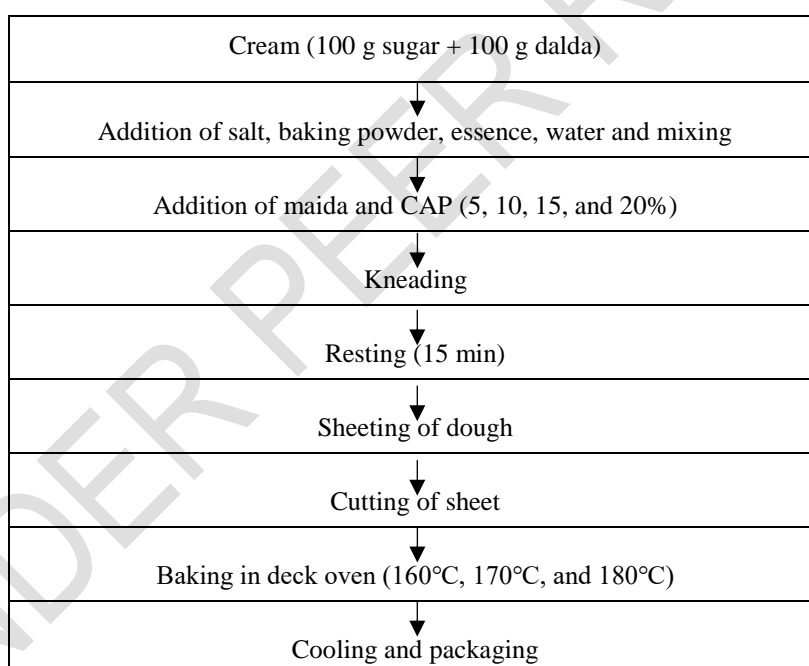 Cream (100 g sugar + 100 g dalda)
Addition of salt, baking powder, essence, water and mixing
Addition of maida and CAP (5, 10, 15, and 20%)
Kneading
Resting (15 min)
Sheeting of dough
Cutting of sheet
Baking in deck oven (160℃, 170℃, and 180℃)
Cooling and packaging
NDER PEER R